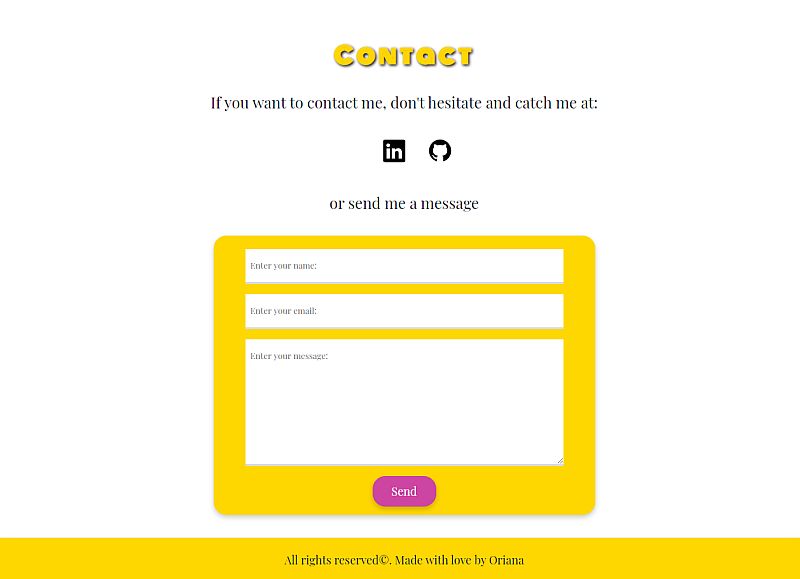 Contact
If you want to contact me, don't hesitate and catch me at:
in
or send me a message
Enter your name:
Enter your email:
Enter your message:
Send
All rights reserved©. Made with love by Oriana